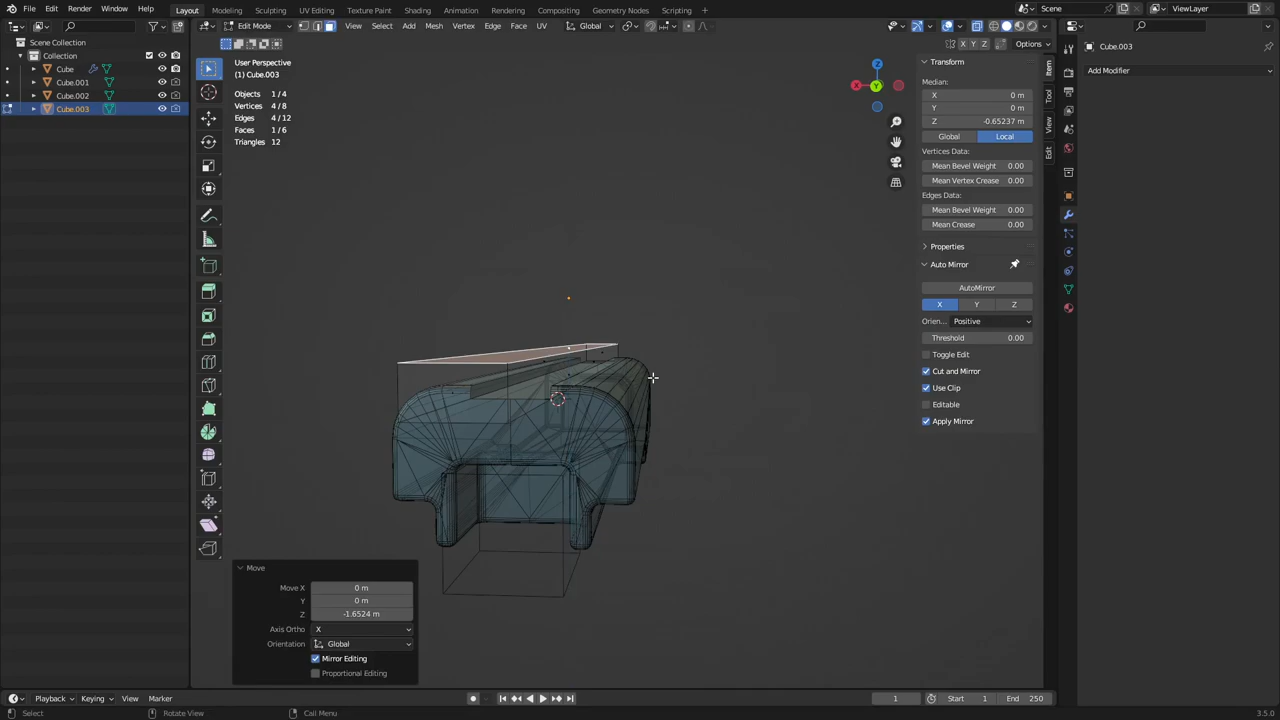 File Edit Render Window Help Layout Modeling Sculpting UV Editing Texture Paint Shading Animation Rendering Compositing Geometry Nodes Scripting + Scene ViewLayer
Edit Mode View Select Add Mesh Vertex Edge Face UV Global
X Y Z Options
Scene Collection
Collection
Cube
Cube.001
Cube.002
Cube.003
User Perspective
(1) Cube.003
Objects 1/4
Vertices 4/8
Edges 4/12
Faces 1/6
Triangles 12
Z
X
Y
Transform
Median:
X 0 m
Y 0 m
Z -0.65237 m
Global Local
Vertices Data:
Mean Bevel Weight 0.00
Mean Vertex Crease 0.00
Edges Data:
Mean Bevel Weight 0.00
Mean Crease 0.00
Properties
Auto Mirror
AutoMirror
X Y Z
Orien... Positive
Threshold 0.00
Toggle Edit
Cut and Mirror
Use Clip
Editable
Apply Mirror
Item
Tool
View
Edit
Cube.003
Add Modifier
Move
Move X 0 m
Y 0 m
Z -1.6524 m
Axis Ortho X
Orientation Global
Mirror Editing
Proportional Editing
Playback Keying View Marker 1 Start 1 End 250
Select Rotate View Call Menu 3.5.0